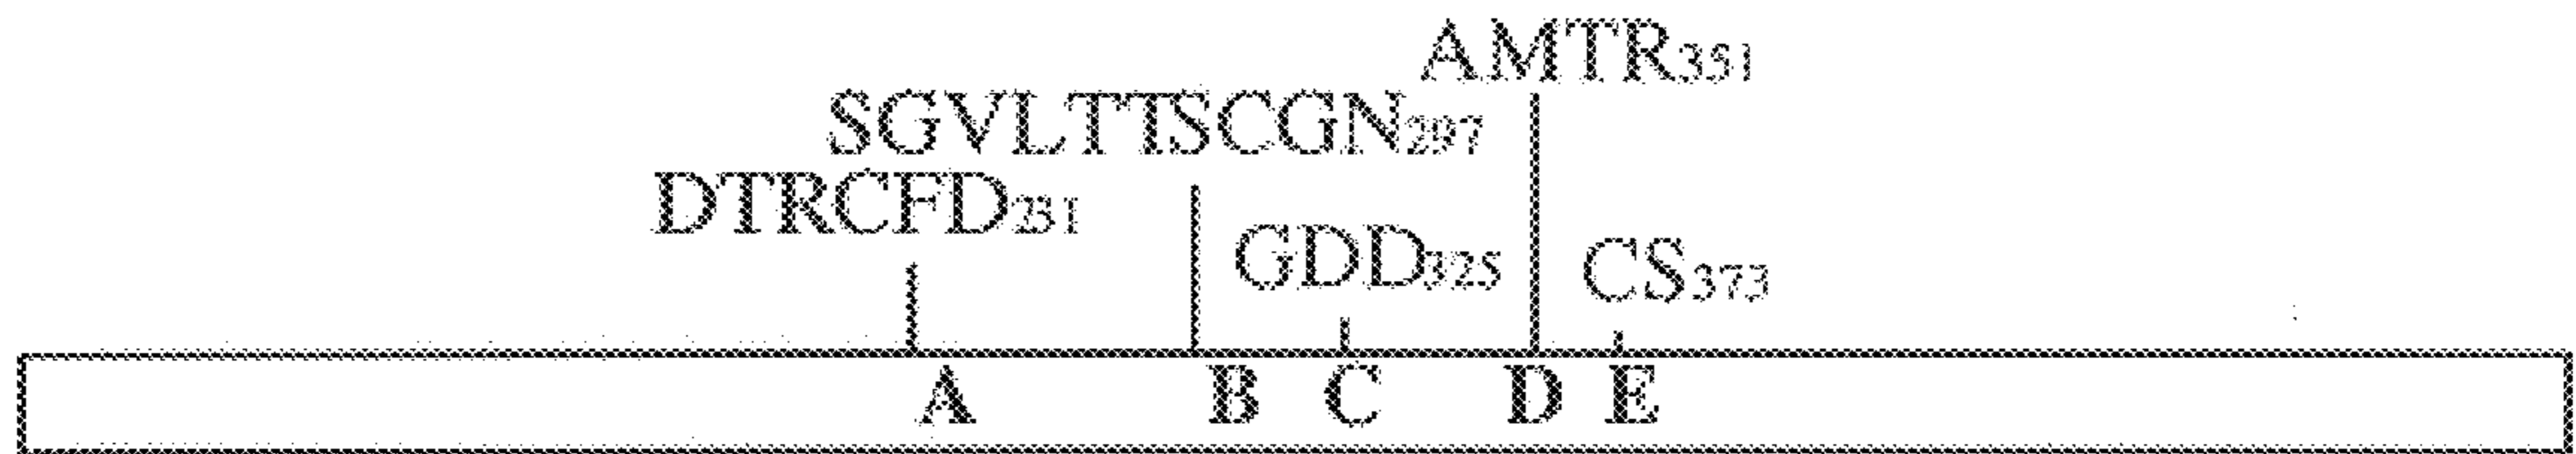 AMTR351
SGVLTTSCGN297
DTRCFD231
GDD325
CS373
A B C D E